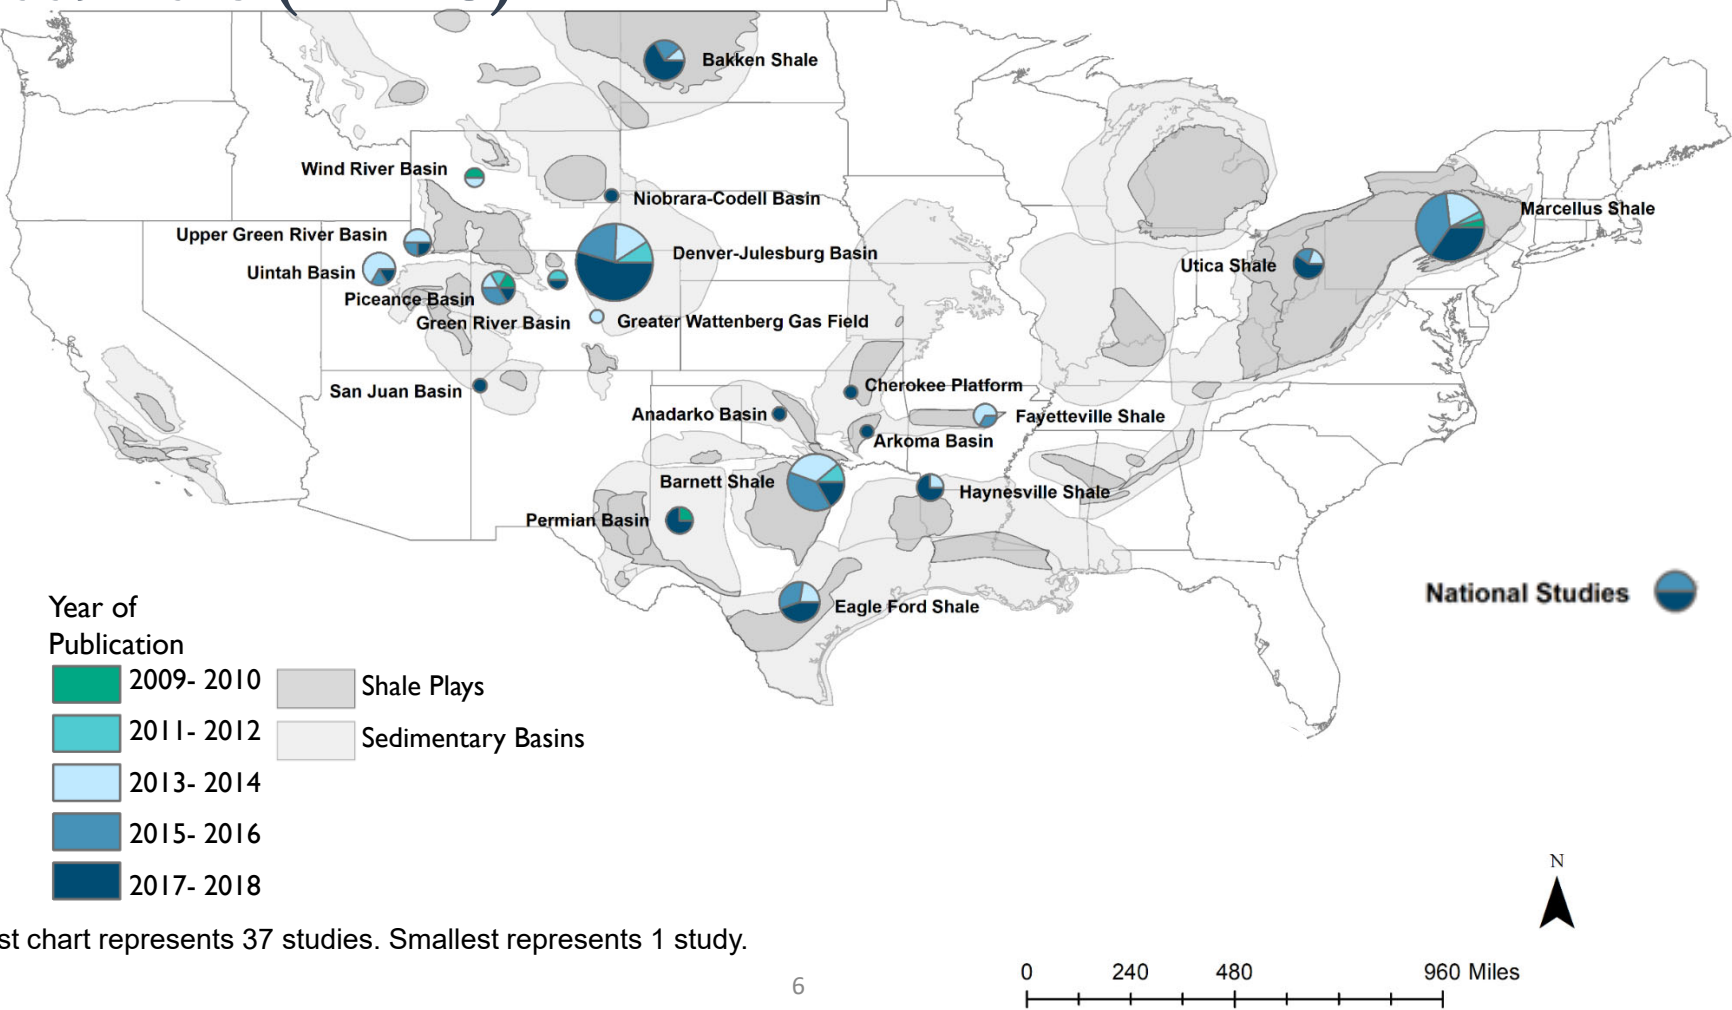 Bakken Shale
Wind River Basin
Niobrara-Codell Basin
Marcellus Shale
Upper Green River Basin
Denver-Julesburg Basin
Utica Shale
Uintah Basin
Piceance Basin
Green River Basin
Greater Wattenberg Gas Field
San Juan Basin
Cherokee Platform
Anadarko Basin
Fayetteville Shale
Arkoma Basin
Barnett Shale
Haynesville Shale
Permian Basin
Eagle Ford Shale
National Studies
Year of
Publication
2009- 2010
Shale Plays
2011- 2012
Sedimentary Basins
2013- 2014
2015- 2016
2017- 2018
N
st chart represents 37 studies. Smallest represents 1 study.
0 240 480 960 Miles
6